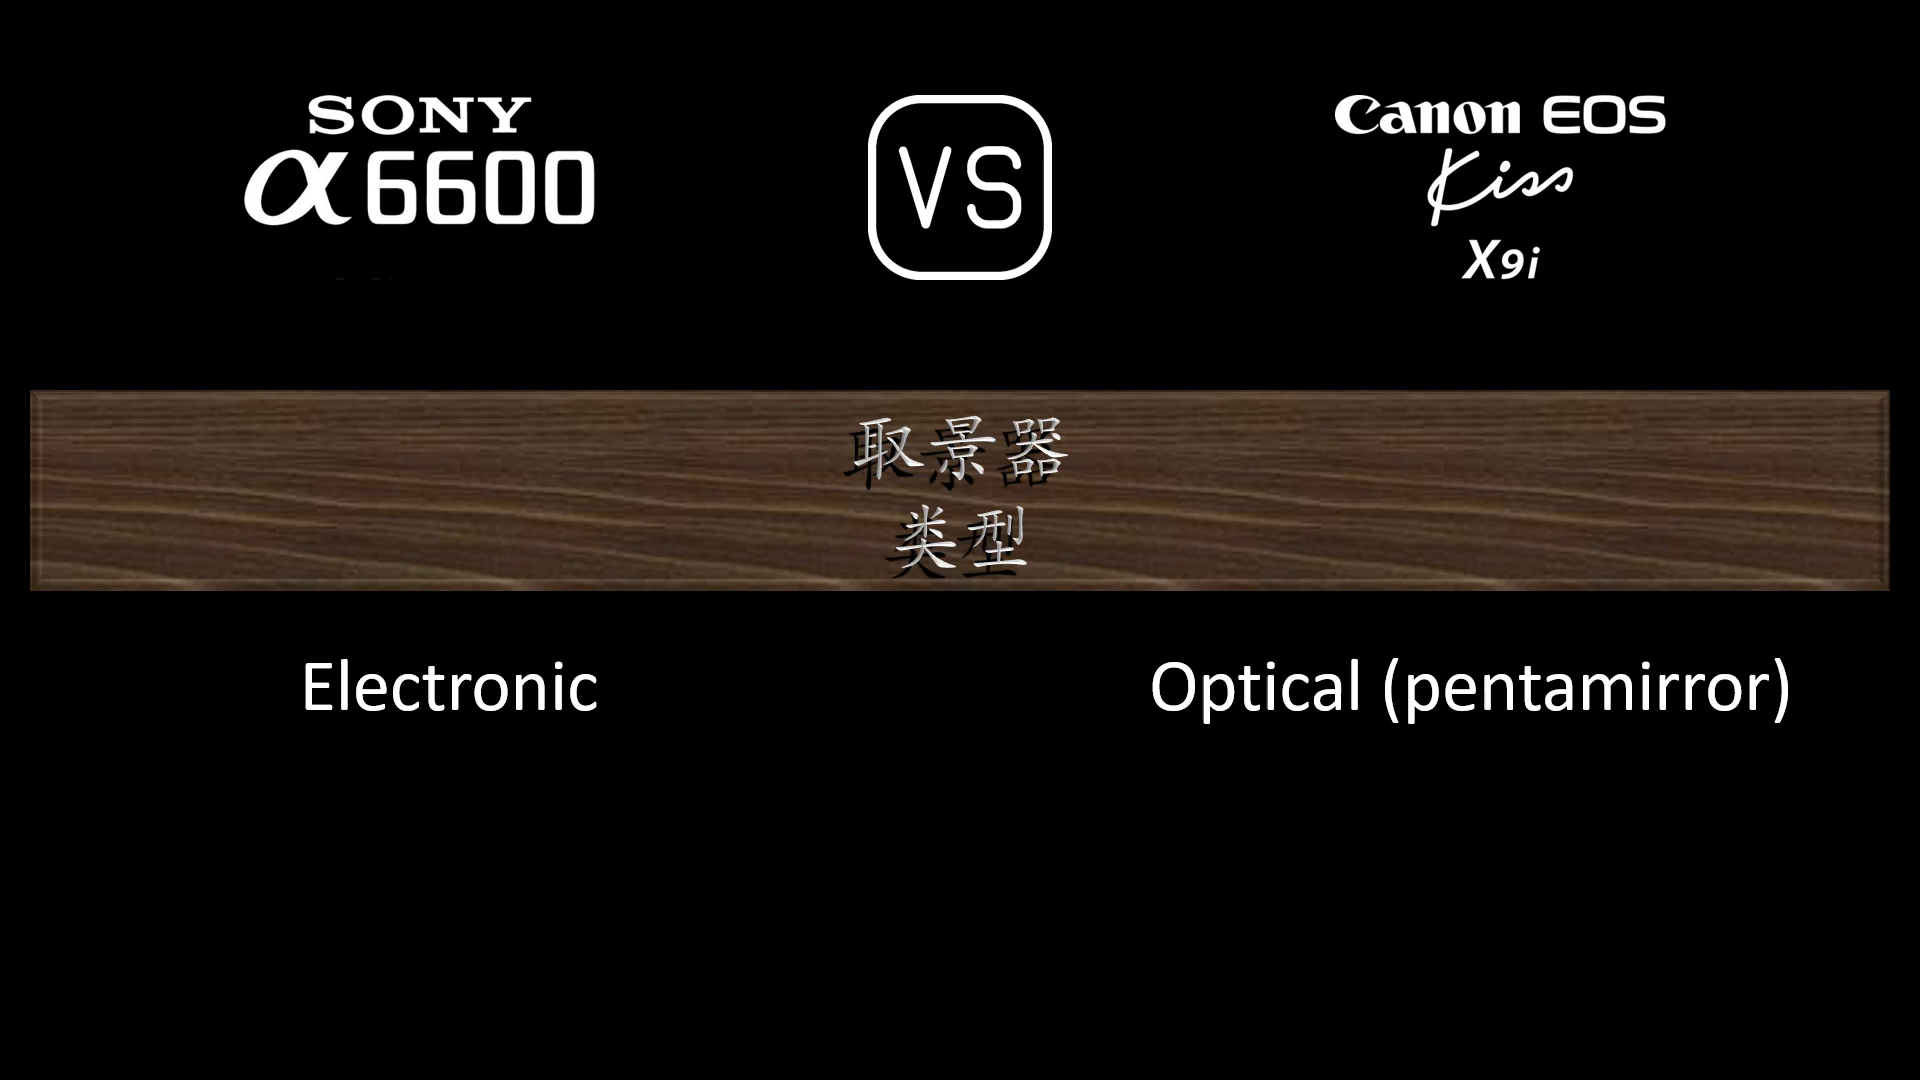 SONY
α6600
VS
Canon EOS
Kiss
X9i
取景器
类型
Electronic
Optical (pentamirror)